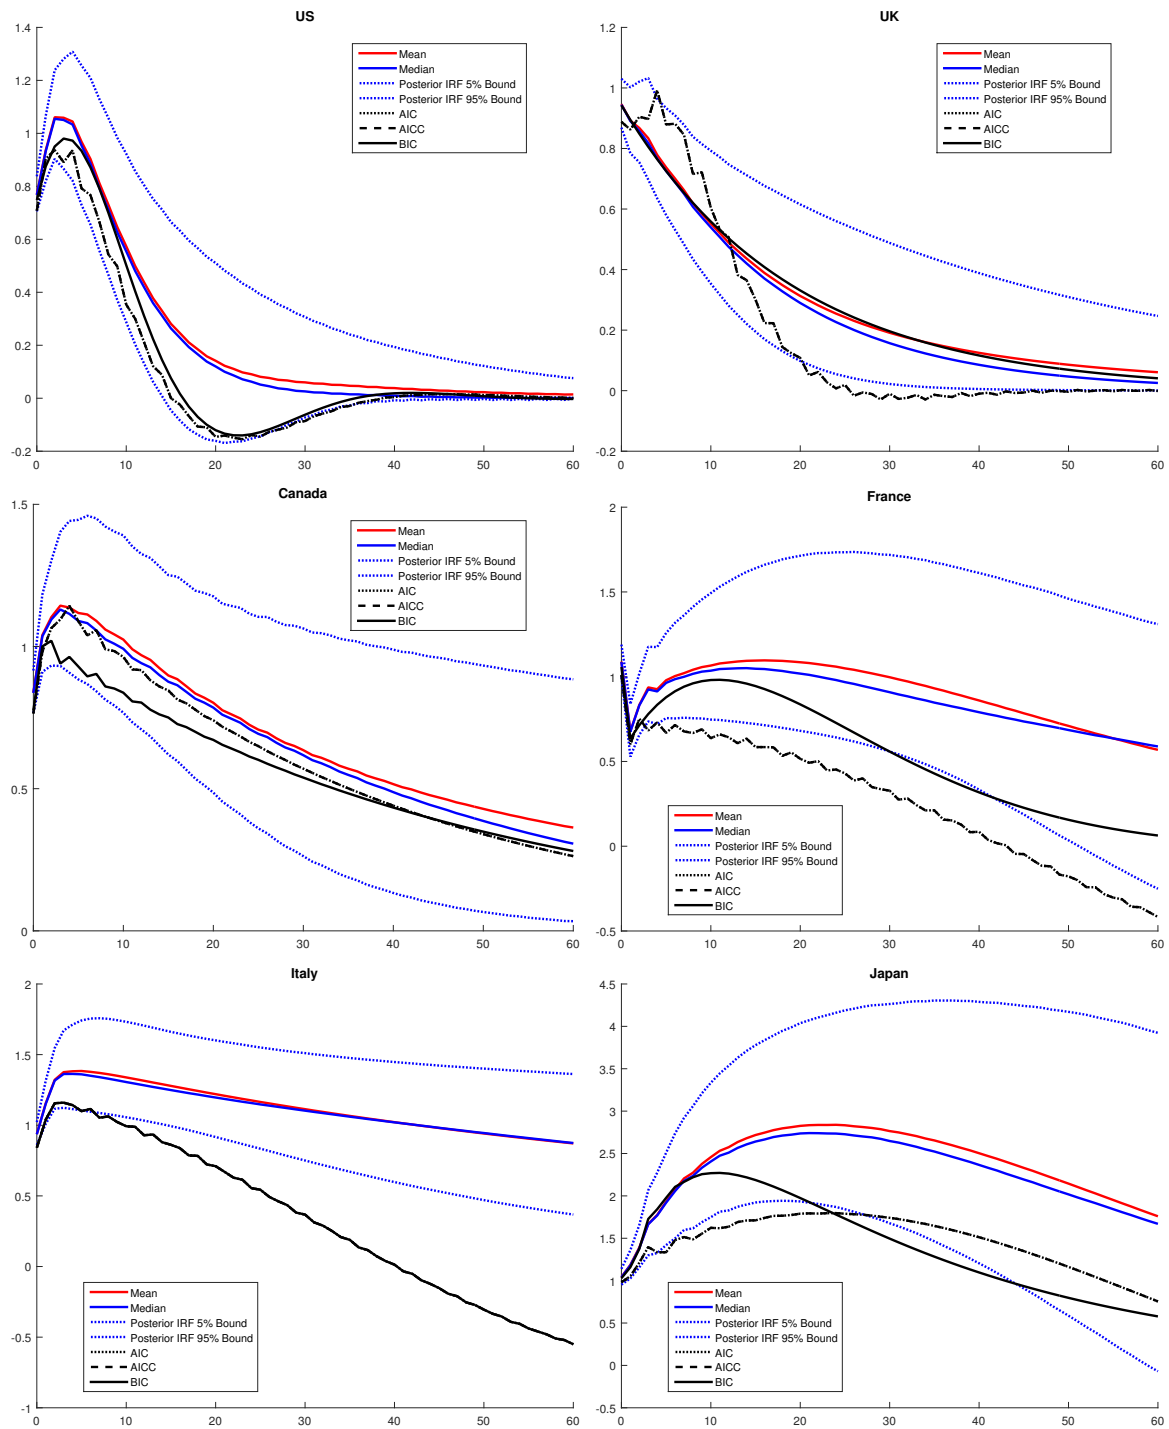 US
1.4
1.2
1
0.8
0.6
0.4
0.2
0
-0.2
0 10 20 30 40 50 60
Mean
Median
Posterior IRF 5% Bound
Posterior IRF 95% Bound
AIC
AICC
BIC
UK
1.2
1
0.8
0.6
0.4
0.2
0
-0.2
0 10 20 30 40 50 60
Mean
Median
Posterior IRF 5% Bound
Posterior IRF 95% Bound
AIC
AICC
BIC
Canada
1.5
1
0.5
0
0 10 20 30 40 50 60
Mean
Median
Posterior IRF 5% Bound
Posterior IRF 95% Bound
AIC
AICC
BIC
France
2
1.5
1
0.5
0
-0.5
0 10 20 30 40 50 60
Mean
Median
Posterior IRF 5% Bound
Posterior IRF 95% Bound
AIC
AICC
BIC
Italy
2
1.5
1
0.5
0
-0.5
-1
0 10 20 30 40 50 60
Mean
Median
Posterior IRF 5% Bound
Posterior IRF 95% Bound
AIC
AICC
BIC
Japan
4.5
4
3.5
3
2.5
2
1.5
1
0.5
0
-0.5
0 10 20 30 40 50 60
Mean
Median
Posterior IRF 5% Bound
Posterior IRF 95% Bound
AIC
AICC
BIC